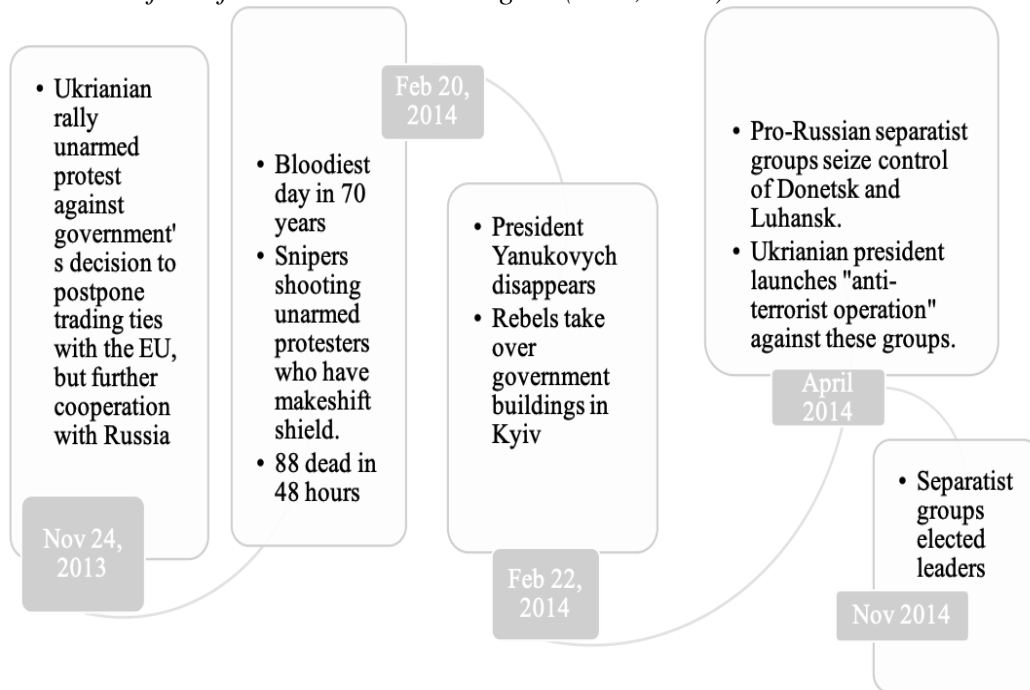 • Ukrianian
rally
unarmed
protest
against
government'
s decision to
postpone
trading ties
with the EU,
but further
cooperation
with Russia
Nov 24,
2013
• Bloodiest
day in 70
years
• Snipers
shooting
unarmed
protesters
who have
makeshift
shield.
• 88 dead in
48 hours
Feb 20,
2014
• President
Yanukovych
disappears
• Rebels take
over
government
buildings in
Kyiv
Feb 22,
2014
• Pro-Russian separatist
groups seize control
of Donetsk and
Luhansk.
• Ukrianian president
launches "anti-
terrorist operation"
against these groups.
April
2014
• Separatist
groups
elected
leaders
Nov 2014